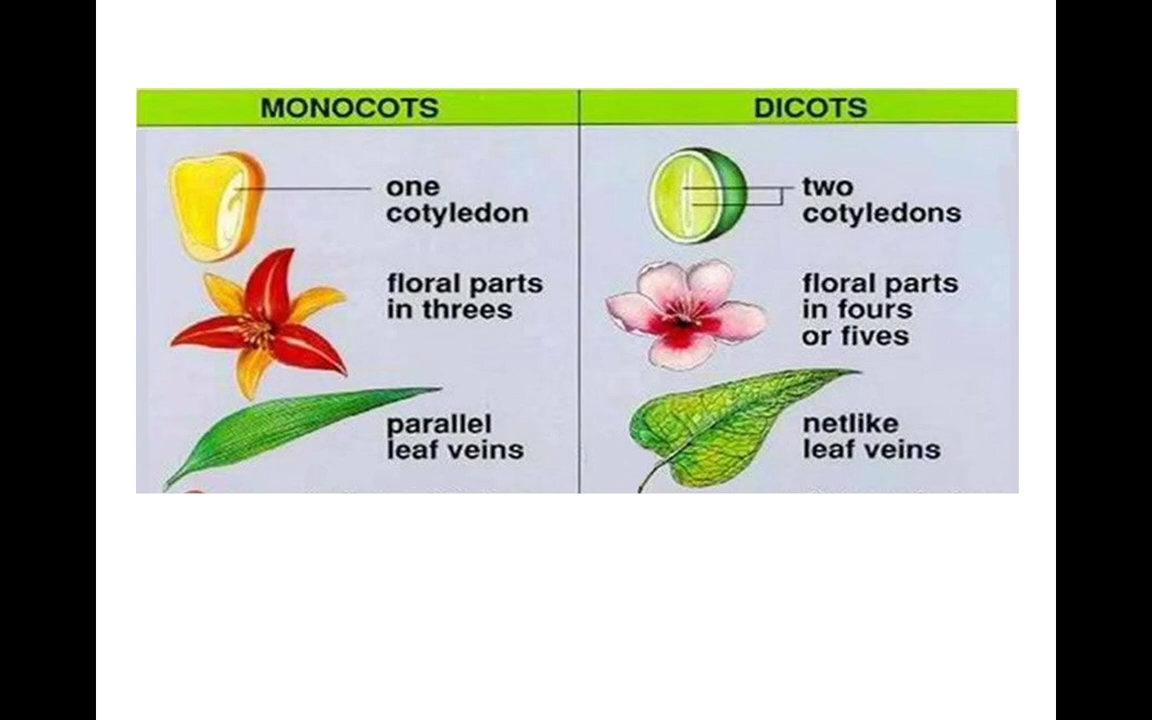 MONOCOTS
DICOTS
one
cotyledon
two
cotyledons
floral parts
in threes
floral parts
in fours
or fives
parallel
leaf veins
netlike
leaf veins